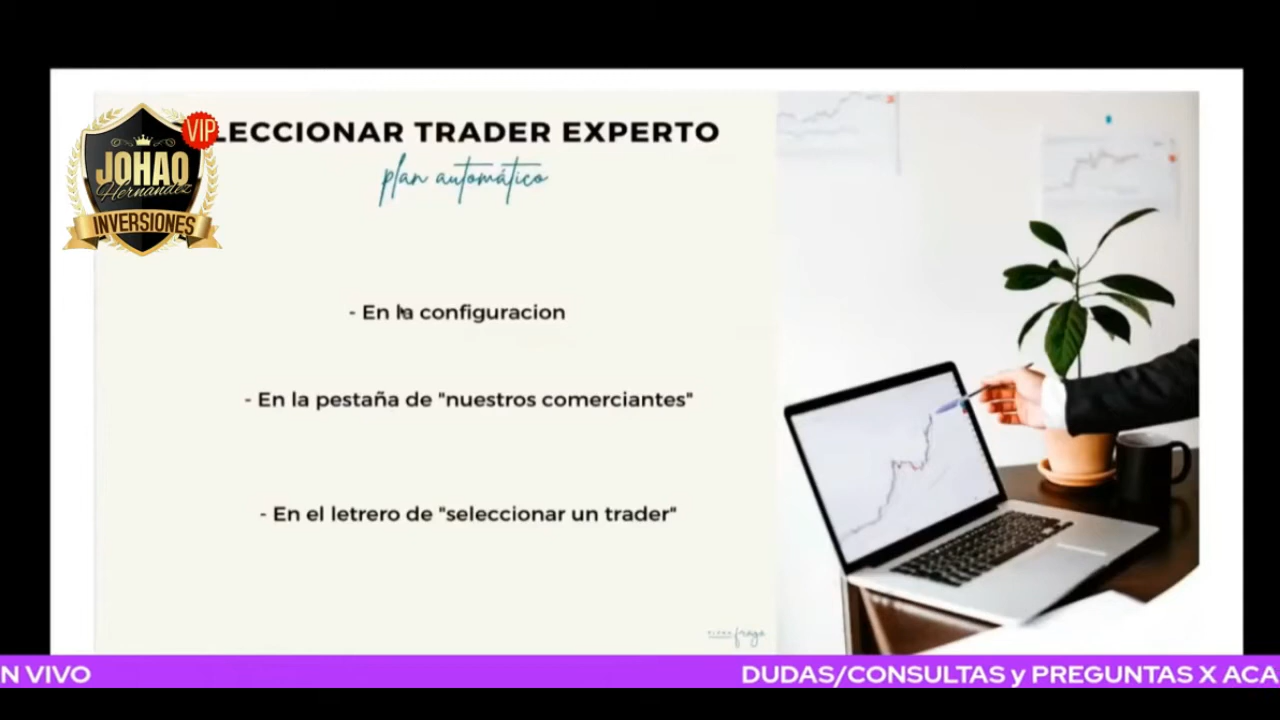 LECCIONAR TRADER EXPERTO
plan automático
VIP
JOHAO
Hernandez
INVERSIONES
- En la configuracion
- En la pestaña de "nuestros comerciantes"
- En el letrero de "seleccionar un trader"
fraga
N VIVO
DUDAS/CONSULTAS y PREGUNTAS X ACA